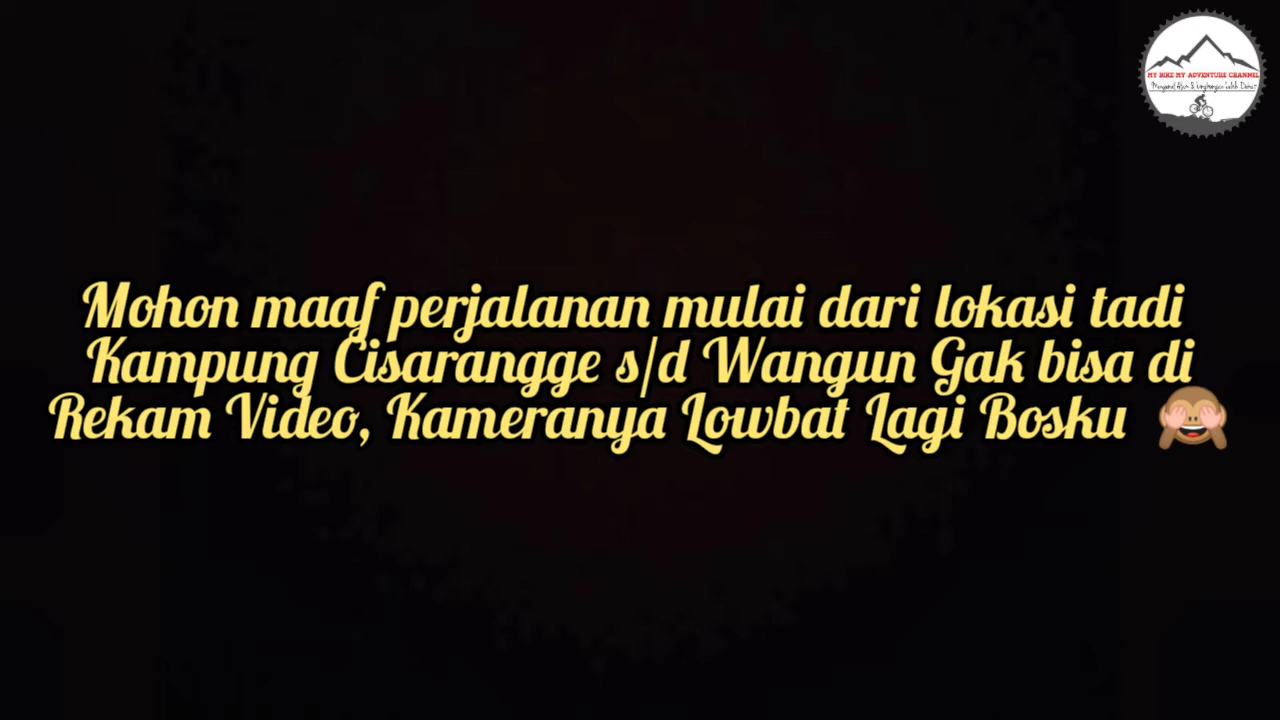 MY BIKE MY ADVENTURE CHANNEL
Mohon maaf perjalanan mulai dari lokasi tadi
Kampung Cisarangge s/d Wangun Gak bisa di
Rekam Video, Kameranya Lowbat Lagi Bosku 🙈